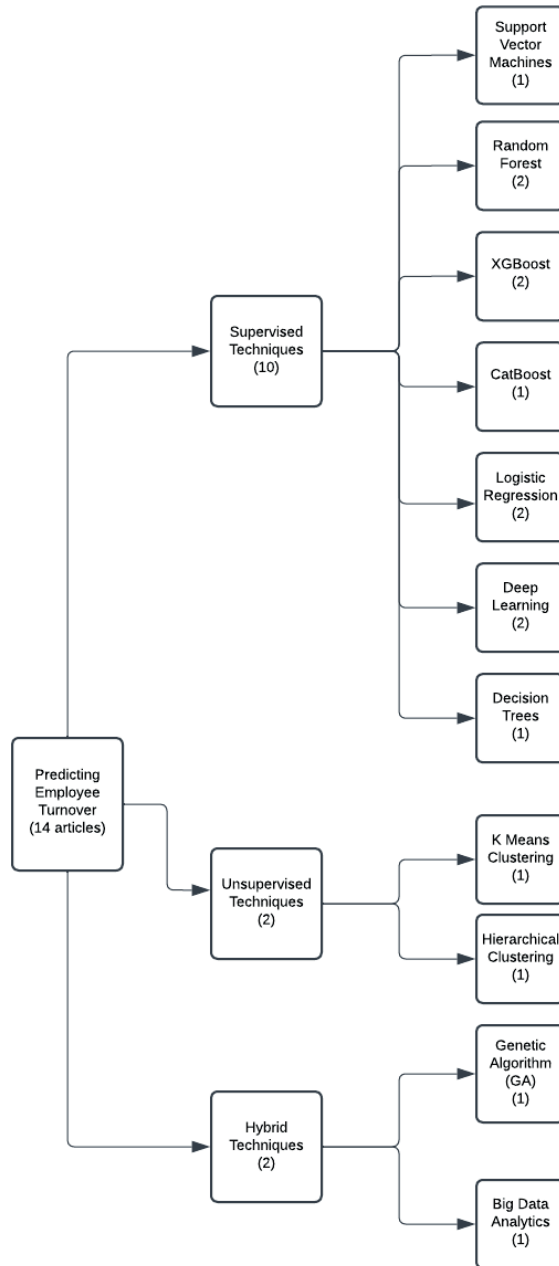 Support
Vector
Machines
(1)
Random
Forest
(2)
XGBoost
(2)
Supervised
Techniques
(10)
CatBoost
(1)
Logistic
Regression
(2)
Deep
Learning
(2)
Decision
Trees
(1)
Predicting
Employee
Turnover
(14 articles)
K Means
Clustering
(1)
Unsupervised
Techniques
(2)
Hierarchical
Clustering
(1)
Genetic
Algorithm
(GA)
(1)
Hybrid
Techniques
(2)
Big Data
Analytics
(1)